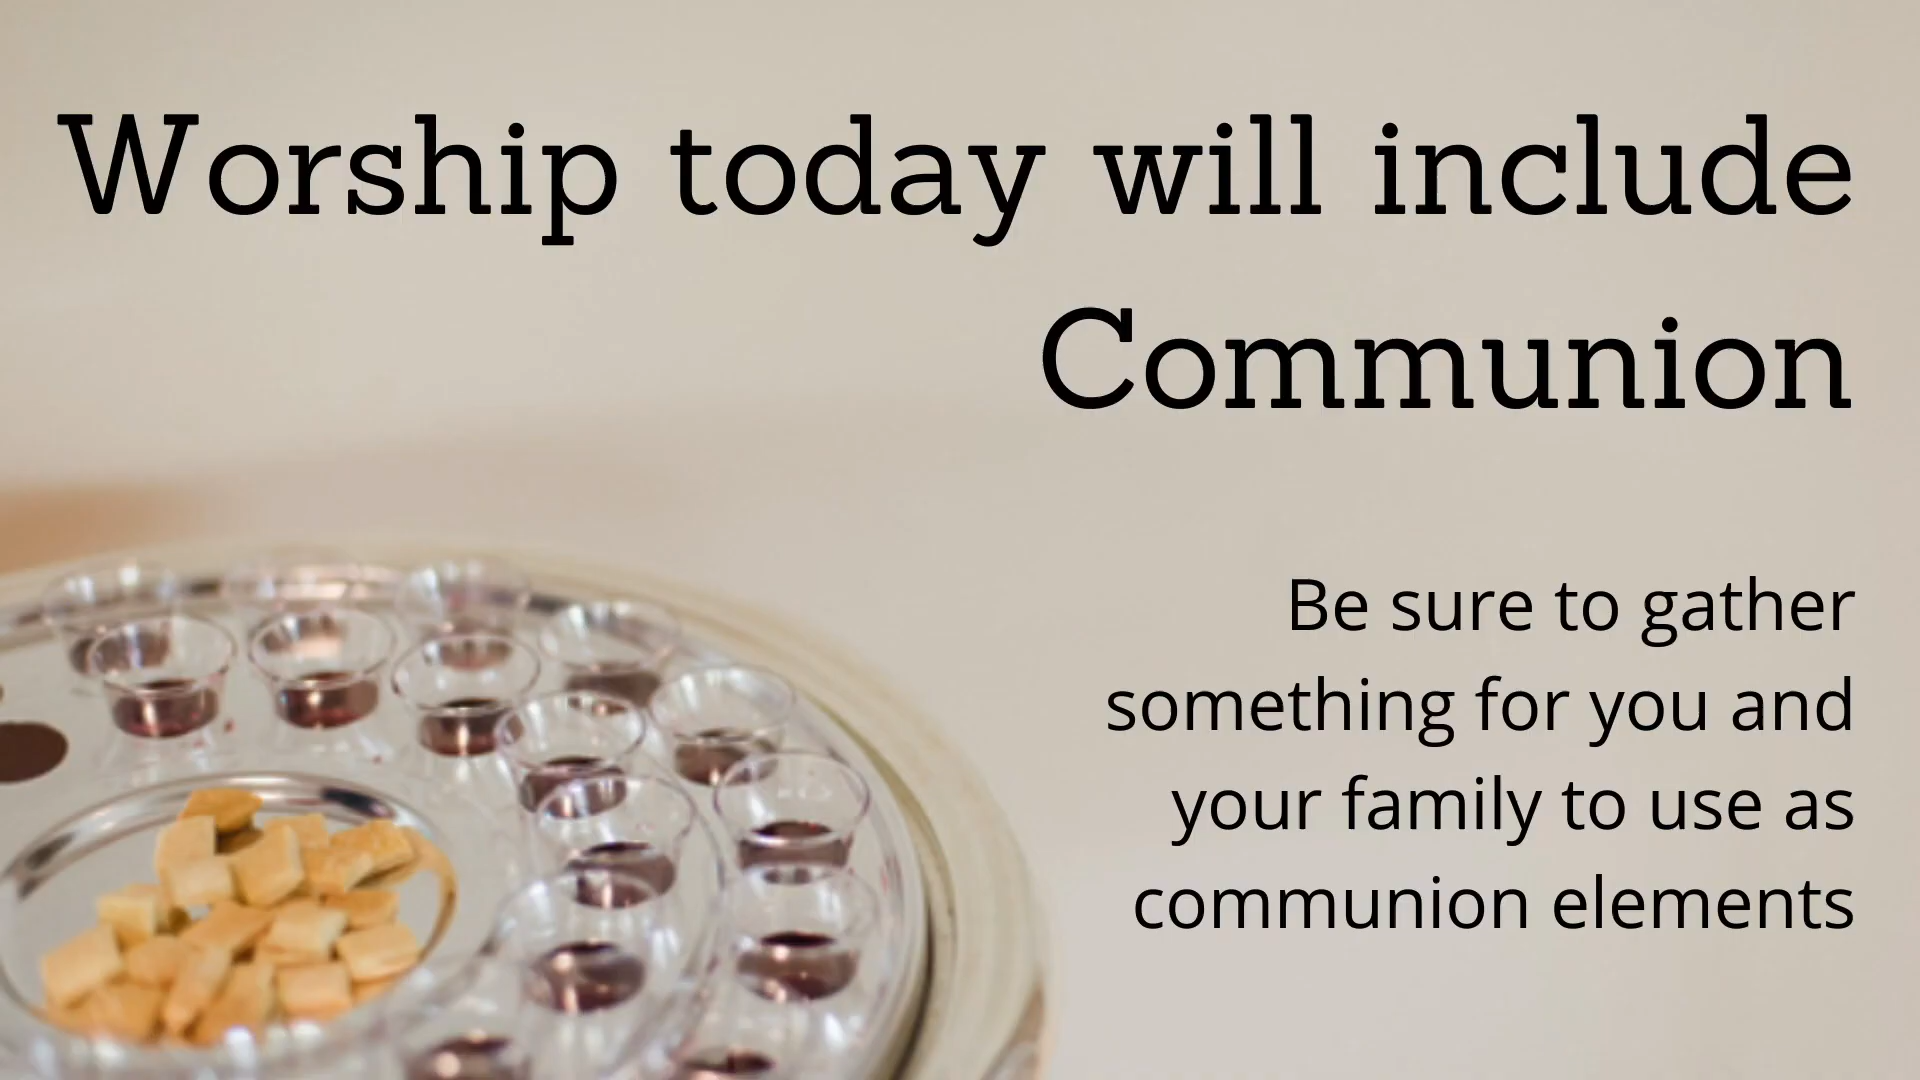 Worship today will include
Communion
Be sure to gather
something for you and
your family to use as
communion elements